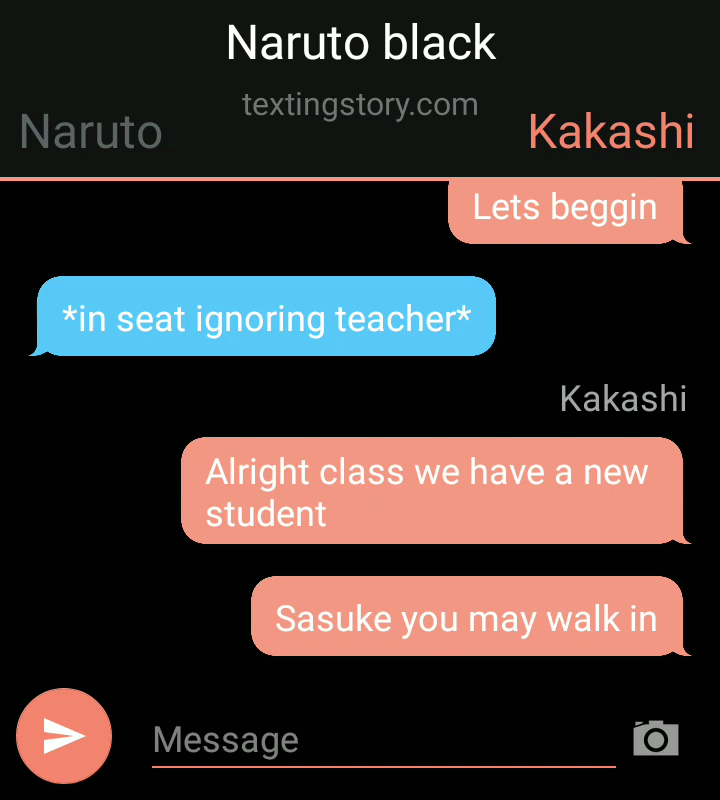 Naruto black
textingstory.com
Naruto
Kakashi
Lets beggin
*in seat ignoring teacher*
Kakashi
Alright class we have a new
student
Sasuke you may walk in
Message